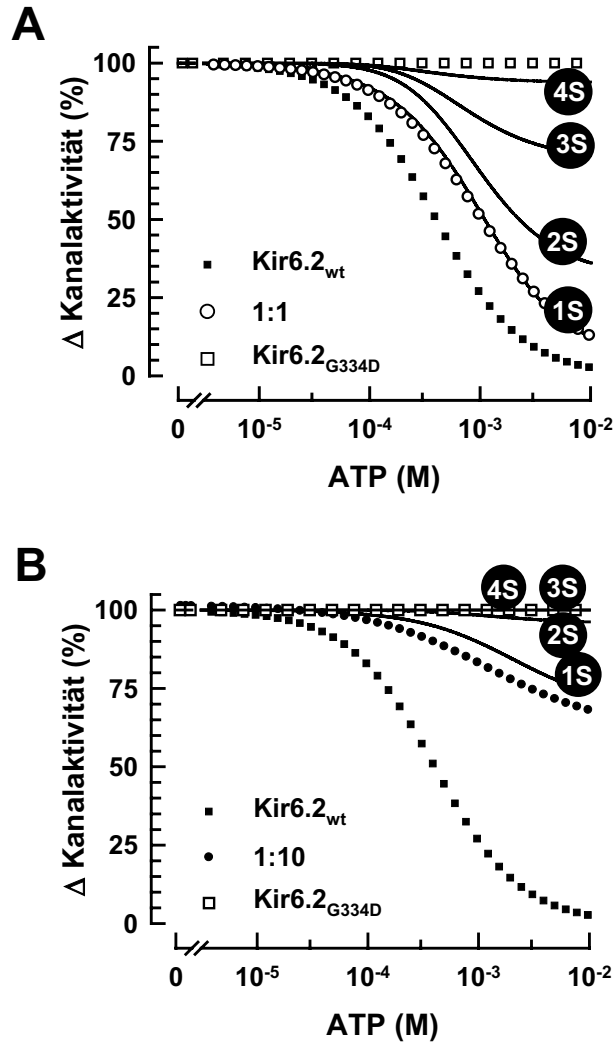 A
100
75
50
25
0
Δ Kanalaktivität (%)
4S
3S
2S
1S
Kir6.2wt
1:1
Kir6.2G334D
0 10-5 10-4 10-3 10-2
ATP (M)
B
100
75
50
25
0
Δ Kanalaktivität (%)
4S 3S
2S
1S
Kir6.2wt
1:10
Kir6.2G334D
0 10-5 10-4 10-3 10-2
ATP (M)